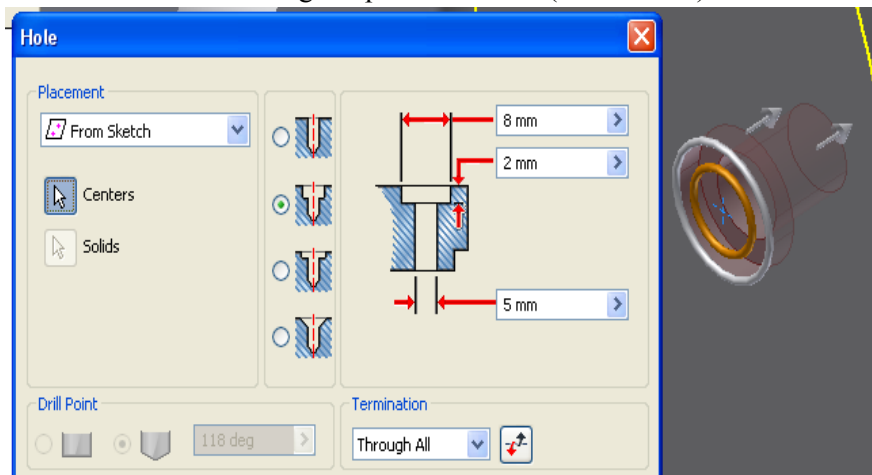 Hole
Placement
From Sketch
Centers
Solids
8 mm
2 mm
5 mm
Drill Point
118 deg
Termination
Through All